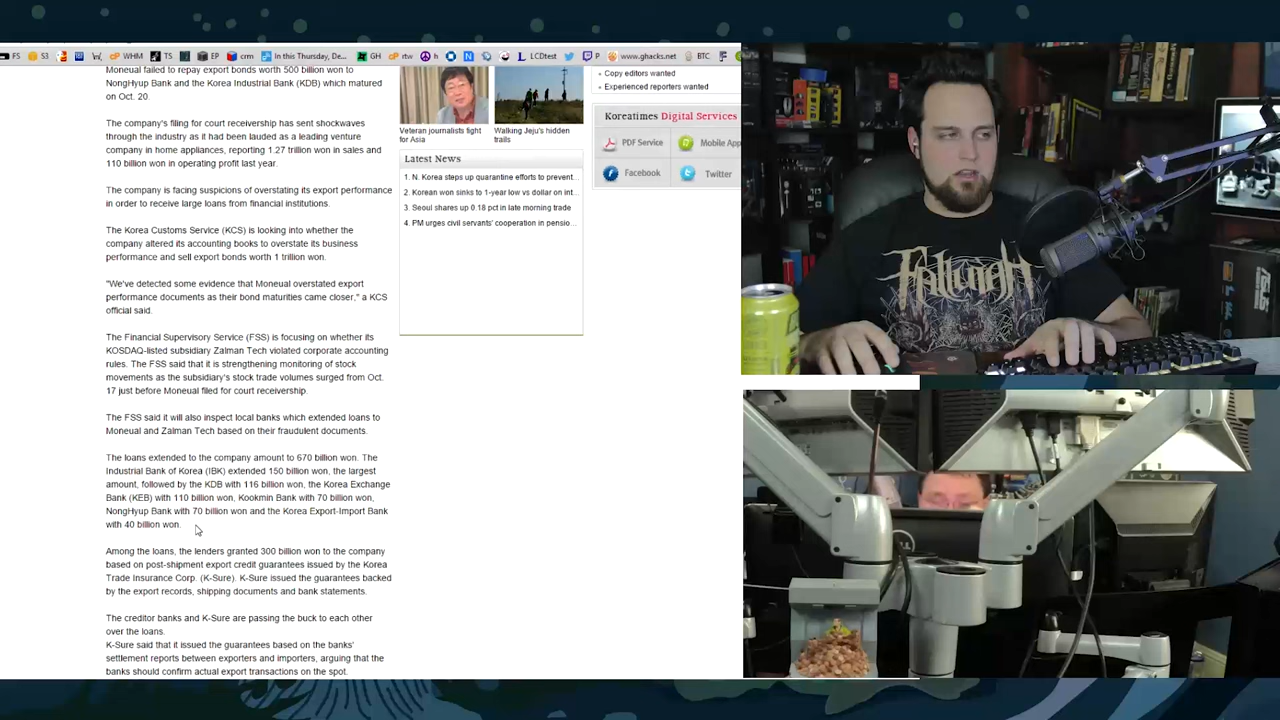 FS S3 WHM TS EP crm In this Thursday, De... GH rtw h N LCDtest P www.ghacks.net BTC
Moneual failed to repay export bonds worth 500 billion won to
NongHyup Bank and the Korea Industrial Bank (KDB) which matured
on Oct. 20.
The company's filing for court receivership has sent shockwaves
through the industry as it had been lauded as a leading venture
company in home appliances, reporting 1.27 trillion won in sales and
110 billion won in operating profit last year.
The company is facing suspicions of overstating its export performance
in order to receive large loans from financial institutions.
The Korea Customs Service (KCS) is looking into whether the
company altered its accounting books to overstate its business
performance and sell export bonds worth 1 trillion won.
"We've detected some evidence that Moneual overstated export
performance documents as their bond maturities came closer," a KCS
official said.
The Financial Supervisory Service (FSS) is focusing on whether its
KOSDAQ-listed subsidiary Zalman Tech violated corporate accounting
rules. The FSS said that it is strengthening monitoring of stock
movements as the subsidiary's stock trade volumes surged from Oct.
17 just before Moneual filed for court receivership.
The FSS said it will also inspect local banks which extended loans to
Moneual and Zalman Tech based on their fraudulent documents.
The loans extended to the company amount to 670 billion won. The
Industrial Bank of Korea (IBK) extended 150 billion won, the largest
amount, followed by the KDB with 116 billion won, the Korea Exchange
Bank (KEB) with 110 billion won, Kookmin Bank with 70 billion won,
NongHyup Bank with 70 billion won and the Korea Export-Import Bank
with 40 billion won.
Among the loans, the lenders granted 300 billion won to the company
based on post-shipment export credit guarantees issued by the Korea
Trade Insurance Corp. (K-Sure). K-Sure issued the guarantees backed
by the export records, shipping documents and bank statements.
The creditor banks and K-Sure are passing the buck to each other
over the loans.
K-Sure said that it issued the guarantees based on the banks'
settlement reports between exporters and importers, arguing that the
banks should confirm actual export transactions on the spot.
Veteran journalists fight
for Asia
Walking Jeju's hidden
trails
Latest News
1. N. Korea steps up quarantine efforts to prevent...
2. Korean won sinks to 1-year low vs dollar on int...
3. Seoul shares up 0.18 pct in late morning trade
4. PM urges civil servants' cooperation in pensio...
Copy editors wanted
Experienced reporters wanted
Koreatimes Digital Services
PDF Service
Mobile App
Facebook
Twitter
FALLUJAH